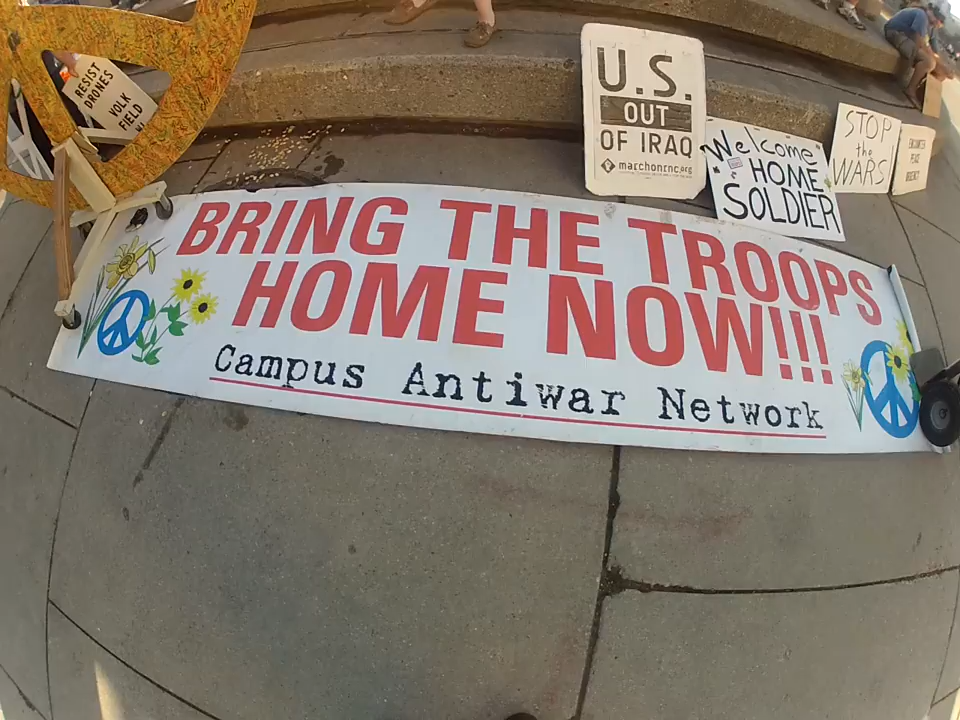 RESIST
DRONES
VOLK
FIELD
U.S.
OUT
OF IRAQ
marchonrnc.org
Welcome
HOME
SOLDIER
STOP
the
WARS
BRING THE TROOPS
HOME NOW!!!
Campus Antiwar Network